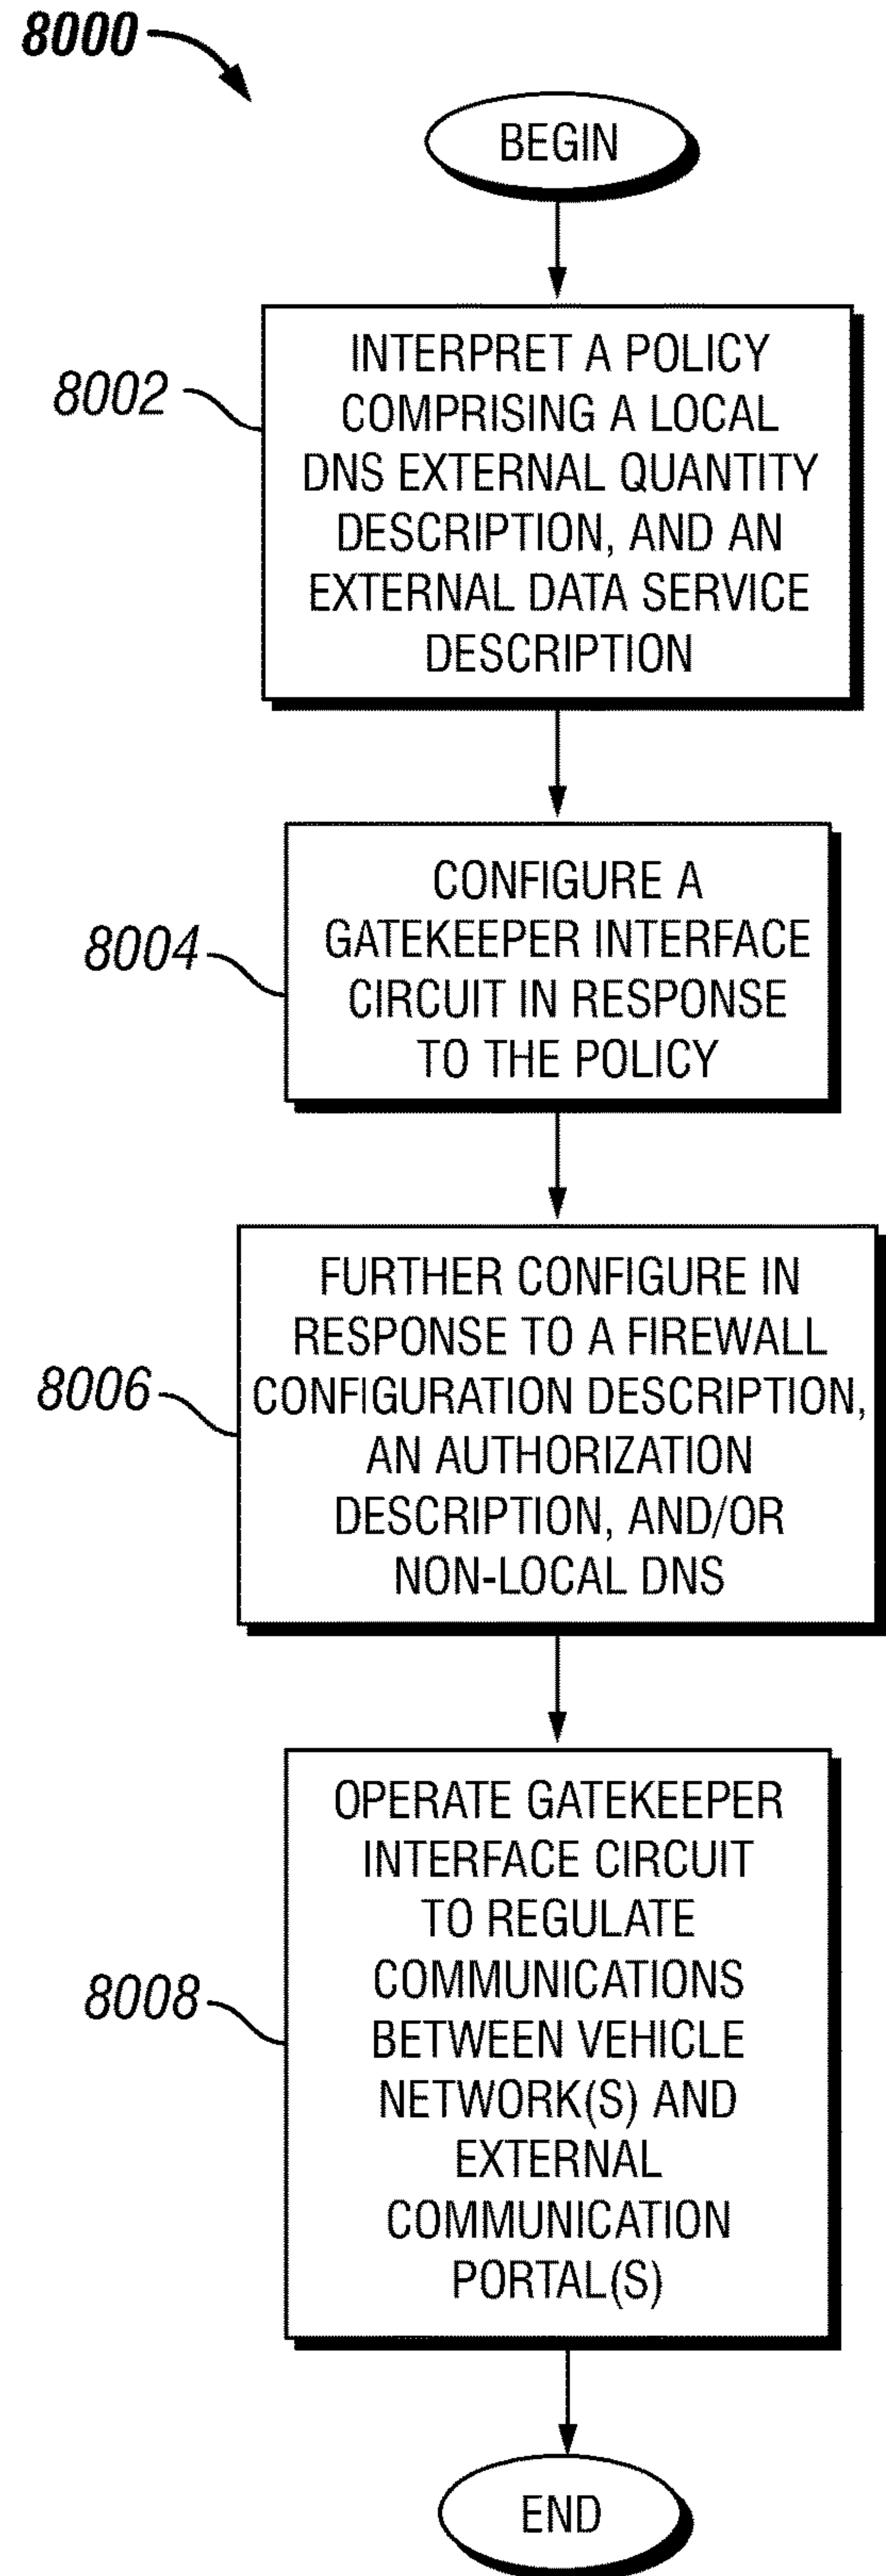 8000
BEGIN
8002
INTERPRET A POLICY
COMPRISING A LOCAL
DNS EXTERNAL QUANTITY
DESCRIPTION, AND AN
EXTERNAL DATA SERVICE
DESCRIPTION
8004
CONFIGURE A
GATEKEEPER INTERFACE
CIRCUIT IN RESPONSE
TO THE POLICY
8006
FURTHER CONFIGURE IN
RESPONSE TO A FIREWALL
CONFIGURATION DESCRIPTION,
AN AUTHORIZATION
DESCRIPTION, AND/OR
NON-LOCAL DNS
8008
OPERATE GATEKEEPER
INTERFACE CIRCUIT
TO REGULATE
COMMUNICATIONS
BETWEEN VEHICLE
NETWORK(S) AND
EXTERNAL
COMMUNICATION
PORTAL(S)
END